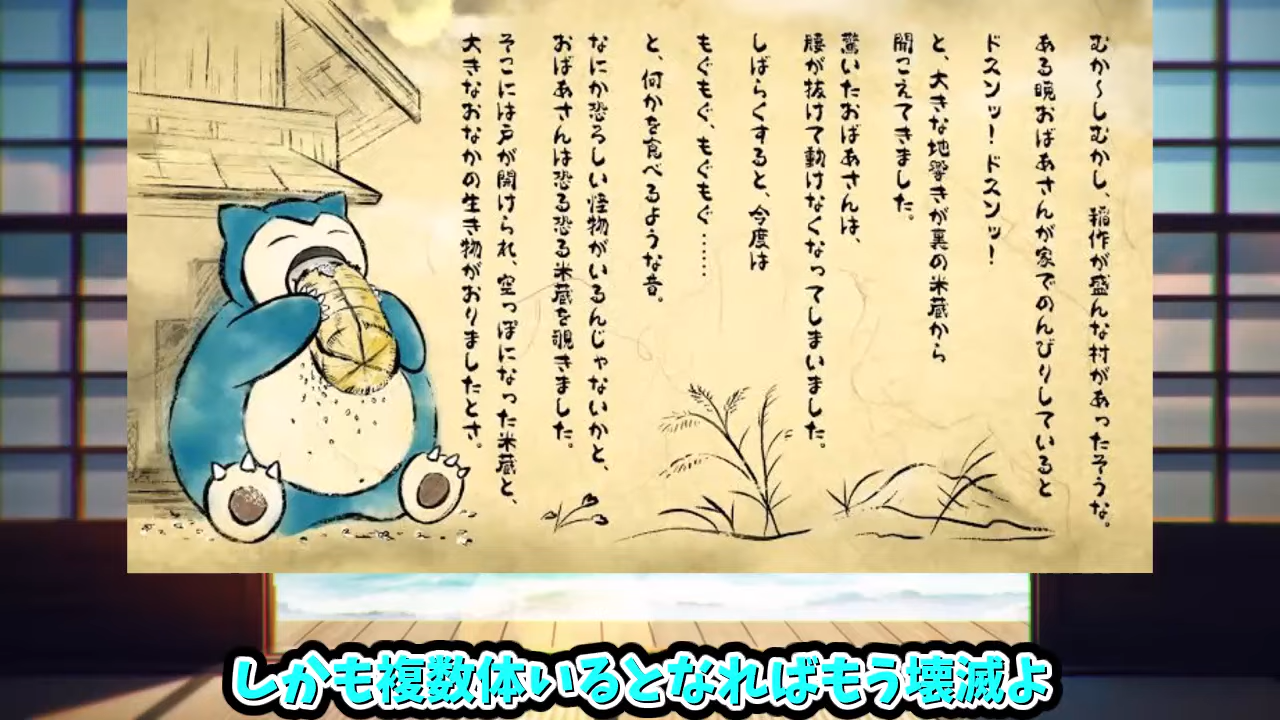 むか〜しむかし、稲作が盛んな村があったそうな。
ある晩おばあさんが家でのんびりしていると
ドスンッ！ドスンッ！
と、大きな地響きが裏の米蔵から
聞こえてきました。
驚いたおばあさんは、
腰が抜けて動けなくなってしまいました。
しばらくすると、今度は
もぐもぐ、もぐもぐ……
と、何かを食べるような音。
なにか恐ろしい怪物がいるんじゃないかと、
おばあさんは恐る恐る米蔵を覗きました。
そこには戸が開けられ、空っぽになった米蔵と、
大きなおなかの生き物がおりましたとさ。
しかも複数体いるとなればもう壊滅よ